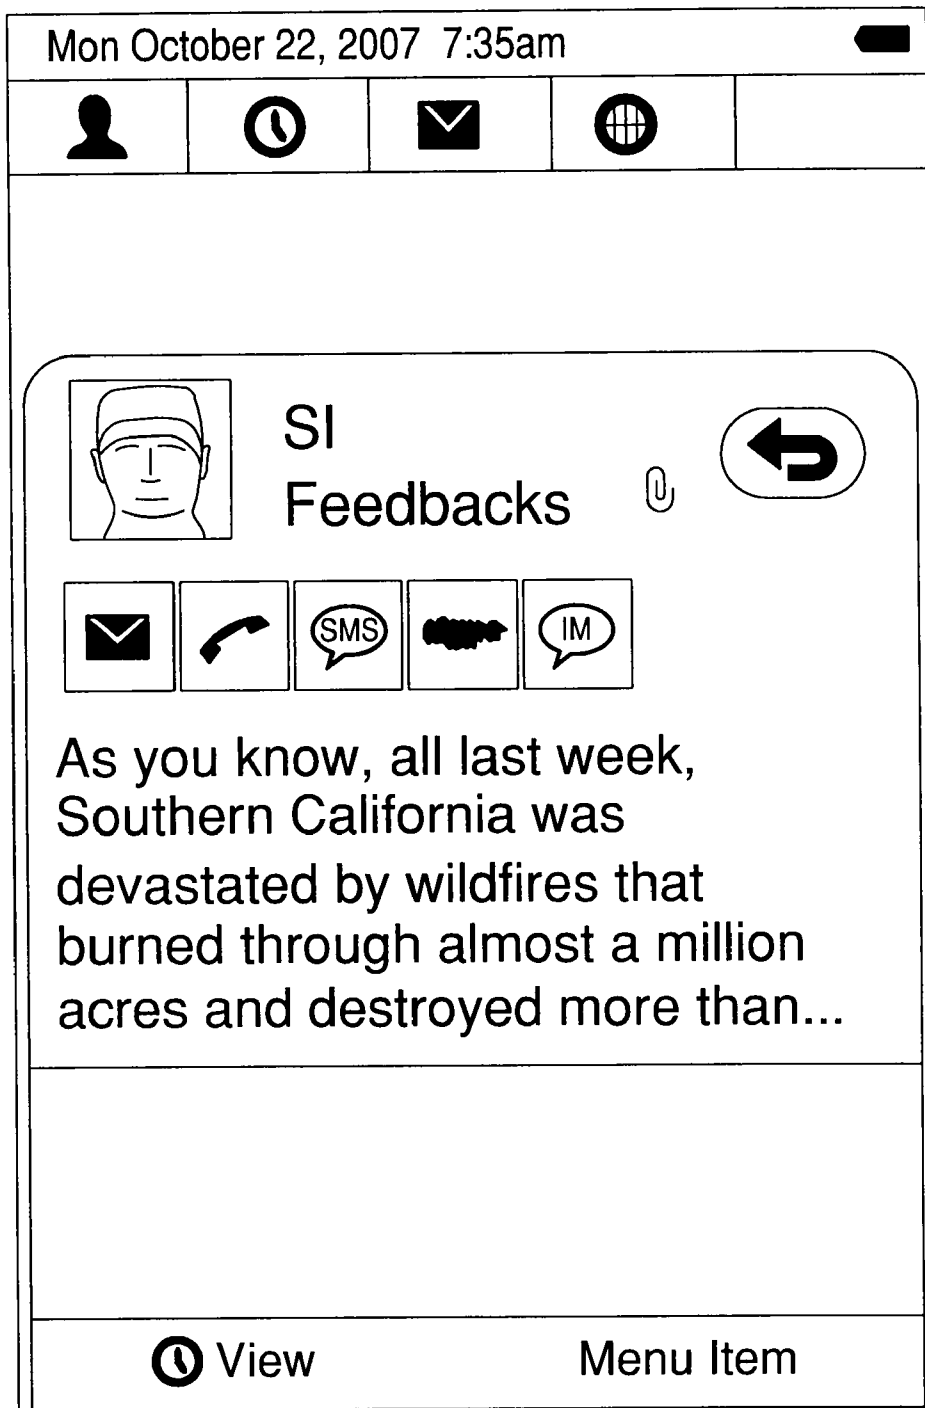 Mon October 22, 2007 7:35am
SI
Feedbacks
SMS
IM
As you know, all last week,
Southern California was
devastated by wildfires that
burned through almost a million
acres and destroyed more than...
View
Menu Item